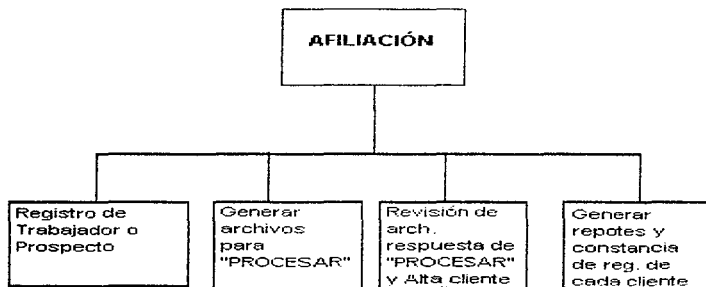 AFILIACIÓN
Registro de
Trabajador o
Prospecto
Generar
archivos
para
"PROCESAR"
Revisión de
arch.
respuesta de
"PROCESAR"
y Alta cliente
Generar
repotes y
constancia
de reg. de
cada cliente